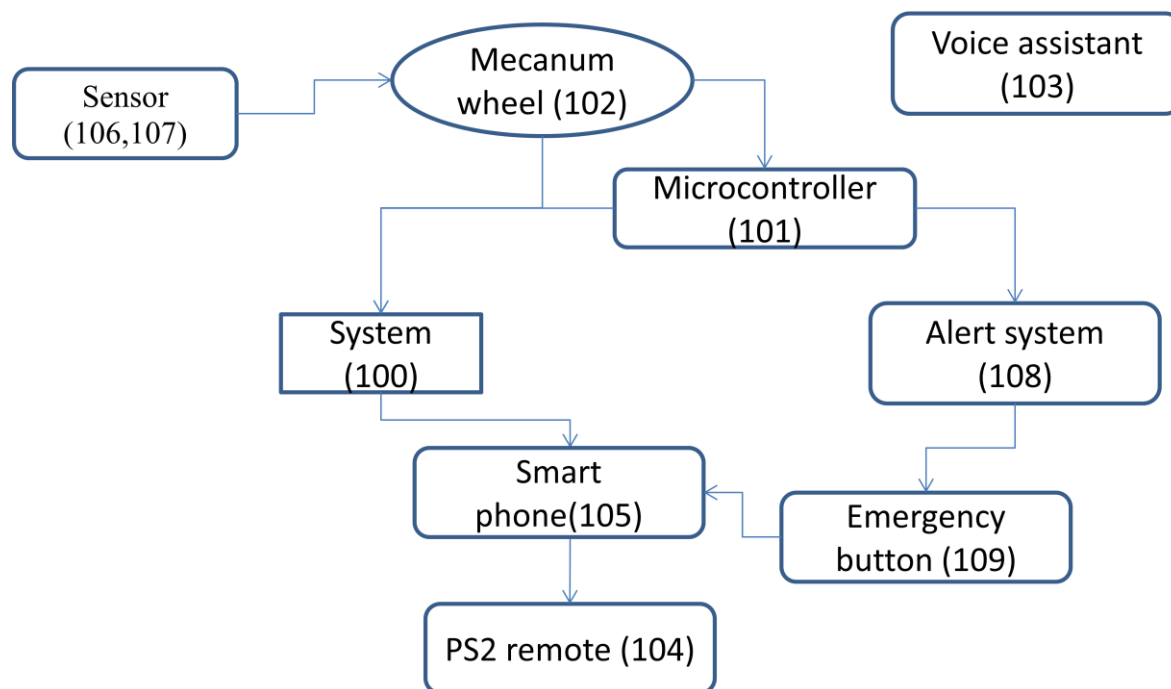 Mecanum
wheel (102)
Voice assistant
(103)
Sensor
(106,107)
Microcontroller
(101)
System
(100)
Alert system
(108)
Smart
phone(105)
Emergency
button (109)
PS2 remote (104)